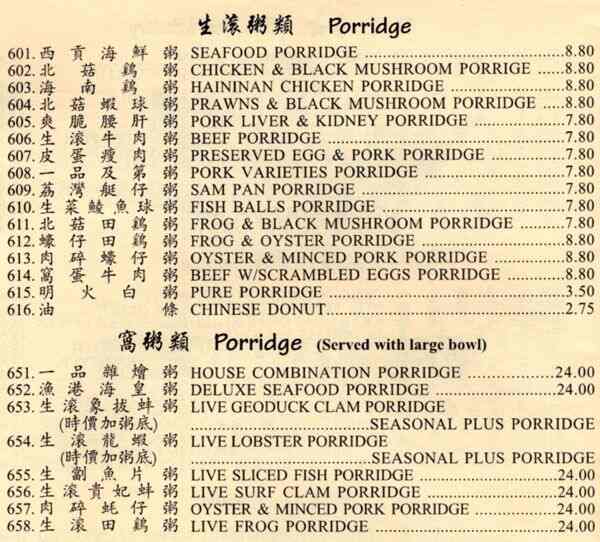 生滾粥類 Porridge
601. 西貢海鮮粥 SEAFOOD PORRIDGE ..................8.80
602. 北菇鷄粥 CHICKEN & BLACK MUSHROOM PORRIGE .....8.80
603. 海南鷄粥 HAININAN CHICKEN PORRIDGE ..................8.80
604. 北菇蝦球粥 PRAWNS & BLACK MUSHROOM PORRIDGE ...8.80
605. 爽脆腰肝粥 PORK LIVER & KIDNEY PORRIDGE ..............7.80
606. 生滾牛肉粥 BEEF PORRIDGE ..................7.80
607. 皮蛋瘦肉粥 PRESERVED EGG & PORK PORRIDGE ............7.80
608. 一品及第粥 PORK VARIETIES PORRIDGE ..................7.80
609. 荔灣艇仔粥 SAM PAN PORRIDGE ..................7.80
610. 生菜鯪魚球粥 FISH BALLS PORRIDGE ..................7.80
611. 北菇田鷄粥 FROG & BLACK MUSHROOM PORRIDGE ........7.80
612. 蠔仔田鷄粥 FROG & OYSTER PORRIDGE ..................8.80
613. 肉碎蠔仔粥 OYSTER & MINCED PORK PORRIDGE ............8.80
614. 窩蛋牛肉粥 BEEF W/SCRAMBLED EGGS PORRIDGE .........8.80
615. 明火白粥 PURE PORRIDGE ..................3.50
616. 油條 CHINESE DONUT..................2.75
窩粥類 Porridge (Served with large bowl)
651. 一品雜燴粥 HOUSE COMBINATION PORRIDGE ..................24.00
652. 漁港海皇粥 DELUXE SEAFOOD PORRIDGE ..................24.00
653. 生滾象拔蚌粥 LIVE GEODUCK CLAM PORRIDGE
(時價加粥底) ..................SEASONAL PLUS PORRIDGE
654. 生滾龍蝦粥 LIVE LOBSTER PORRIDGE
(時價加粥底) ..................SEASONAL PLUS PORRIDGE
655. 生劏魚片粥 LIVE SLICED FISH PORRIDGE ..................24.00
656. 生滾貴妃蚌粥 LIVE SURF CLAM PORRIDGE ..................24.00
657. 肉碎蚝仔粥 OYSTER & MINCED PORK PORRIDGE ............24.00
658. 生滾田鷄粥 LIVE FROG PORRIDGE ..................24.00